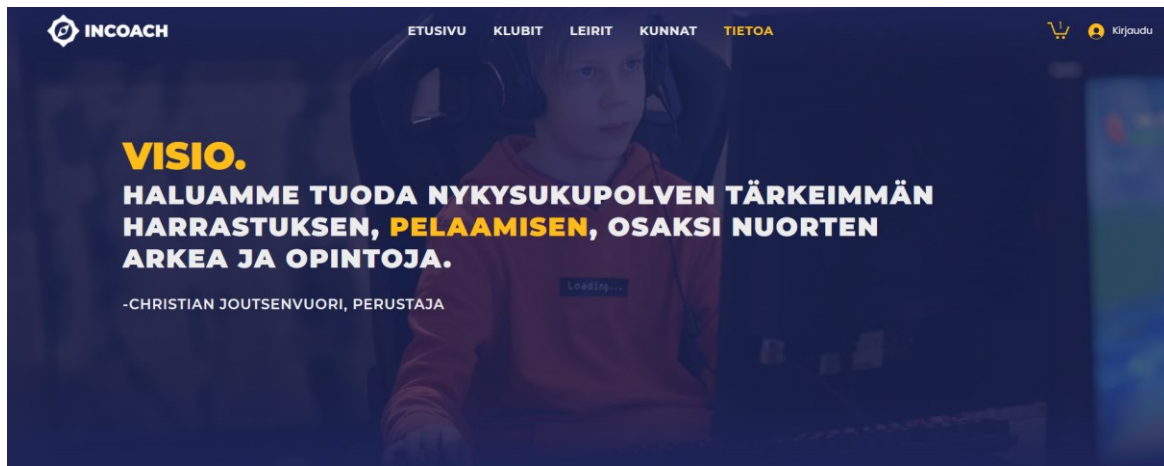 INCOACH
ETUSIVU KLUBIT LEIRIT KUNNAT TIETOA
1
Kirjaudu
VISIO.
HALUAMME TUODA NYKYSUKUPOLVEN TÄRKEIMMÄN
HARRASTUKSEN, PELAAMISEN, OSAKSI NUORTEN
ARKEA JA OPINTOJA.
Loading...
-CHRISTIAN JOUTSENVUORI, PERUSTAJA